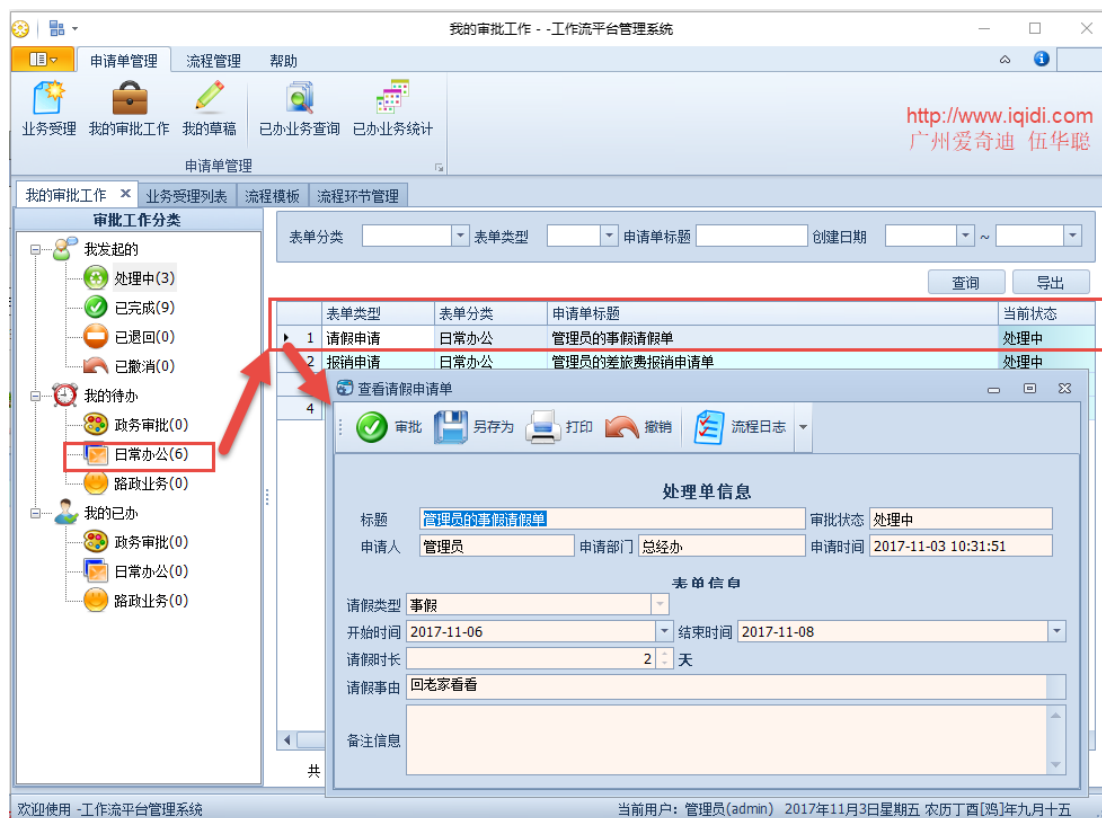 我的审批工作 - -工作流平台管理系统
申请单管理 流程管理 帮助
业务受理 我的审批工作 我的草稿 已办业务查询 已办业务统计
http://www.iqidi.com
广州爱奇迪 伍华聪
申请单管理
我的审批工作 业务受理列表 流程模板 流程环节管理
审批工作分类
我发起的
处理中(3)
已完成(9)
已退回(0)
已撤消(0)
我的待办
政务审批(0)
日常办公(6)
路政业务(0)
我的已办
政务审批(0)
日常办公(0)
路政业务(0)
表单分类 表单类型 申请单标题 创建日期 ~
查询 导出
表单类型 表单分类 申请单标题 当前状态
1 请假申请 日常办公 管理员的事假请假单 处理中
2 报销申请 日常办公 管理员的差旅费报销申请单 处理中
4
共
查看请假申请单
审批 另存为 打印 撤销 流程日志
处理单信息
标题 管理员的事假请假单 审批状态 处理中
申请人 管理员 申请部门 总经办 申请时间 2017-11-03 10:31:51
表单信息
请假类型 事假
开始时间 2017-11-06 结束时间 2017-11-08
请假时长 2 天
请假事由 回老家看看
备注信息
欢迎使用 -工作流平台管理系统 当前用户: 管理员(admin) 2017年11月3日星期五 农历丁酉[鸡]年九月十五